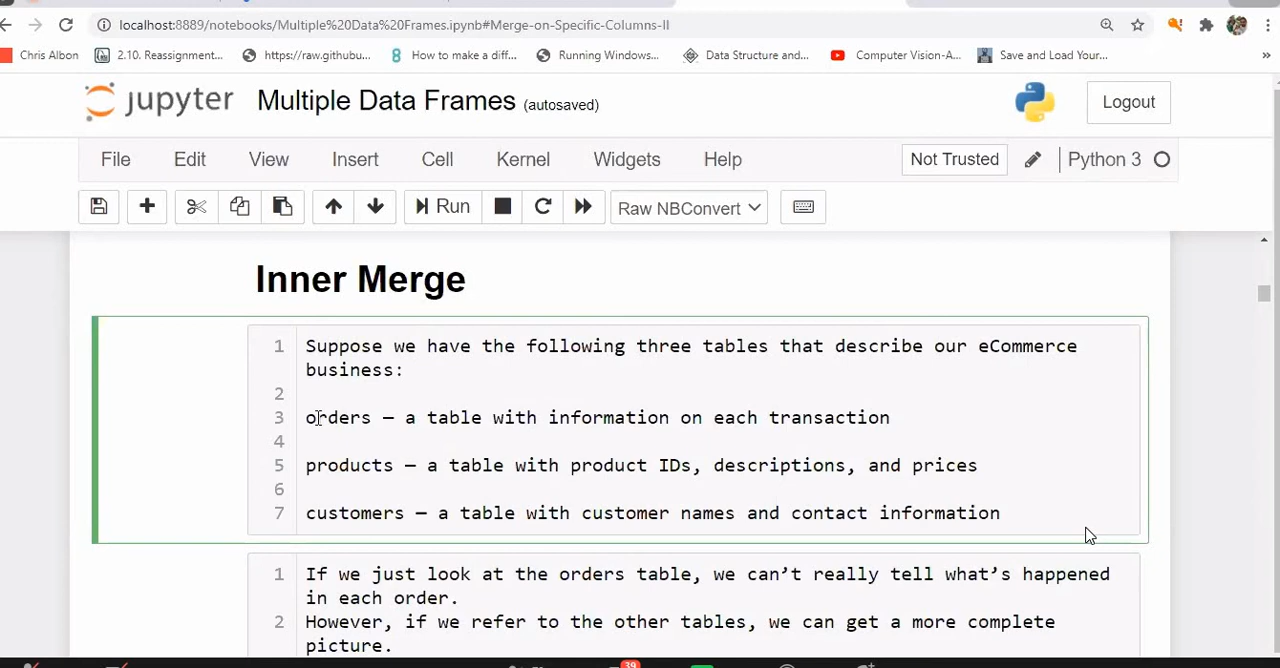 localhost:8889/notebooks/Multiple%20Data%20Frames.ipynb#Merge-on-Specific-Columns-II
Chris Albon 2.10. Reassignment... https://raw.githubu... How to make a diff... Running Windows... Data Structure and... Computer Vision-A... Save and Load Your... »
jupyter Multiple Data Frames (autosaved) Logout
File Edit View Insert Cell Kernel Widgets Help Not Trusted Python 3
Run Raw NBConvert
Inner Merge
1 Suppose we have the following three tables that describe our eCommerce
business:
2
3 orders — a table with information on each transaction
4
5 products — a table with product IDs, descriptions, and prices
6
7 customers — a table with customer names and contact information
1 If we just look at the orders table, we can’t really tell what’s happened
in each order.
2 However, if we refer to the other tables, we can get a more complete
picture.
39